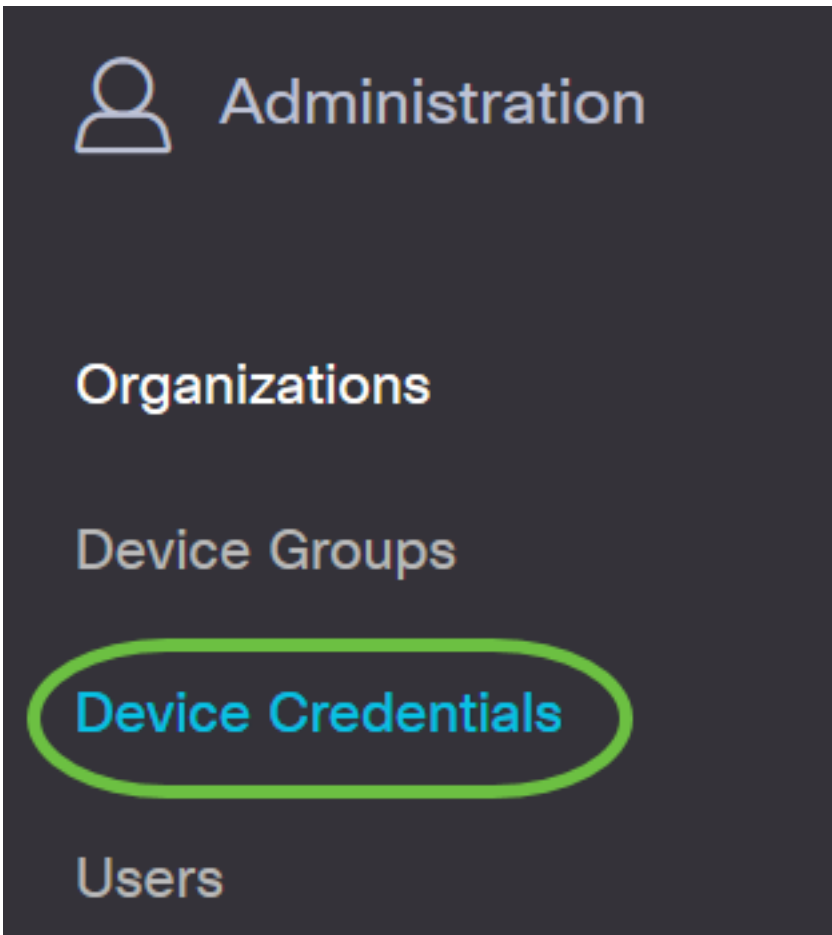 Administration
Organizations
Device Groups
Device Credentials
Users